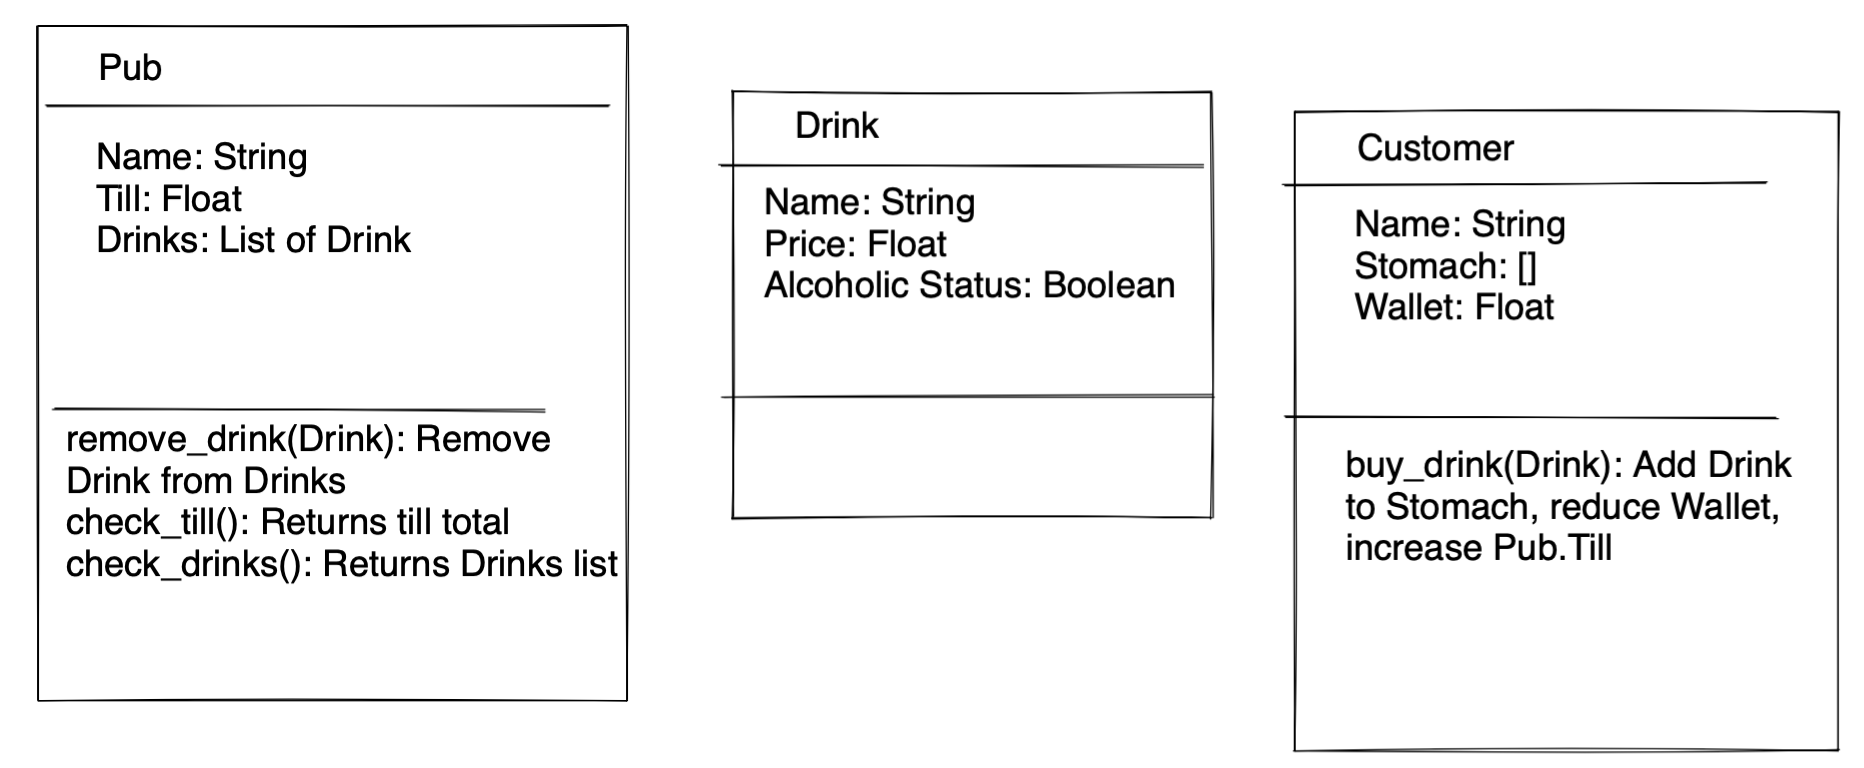 Pub
Name: String
Till: Float
Drinks: List of Drink
remove_drink(Drink): Remove
Drink from Drinks
check_till(): Returns till total
check_drinks(): Returns Drinks list
Drink
Name: String
Price: Float
Alcoholic Status: Boolean
Customer
Name: String
Stomach: []
Wallet: Float
buy_drink(Drink): Add Drink
to Stomach, reduce Wallet,
increase Pub.Till